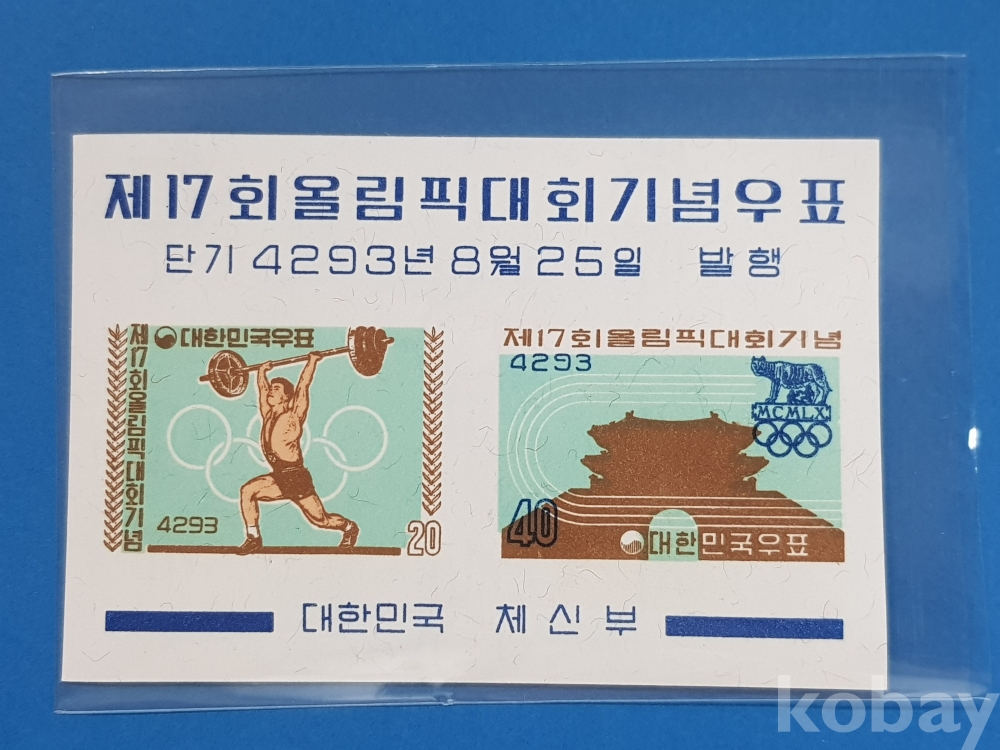 제17회올림픽대회기념우표
단기 4293년 8월 25일 발행
대한민국우표
제17회올림픽대회기념
4293
20
제17회올림픽대회기념
4293
MCMLX
40
대한민국우표
대한민국 체신부
kobay